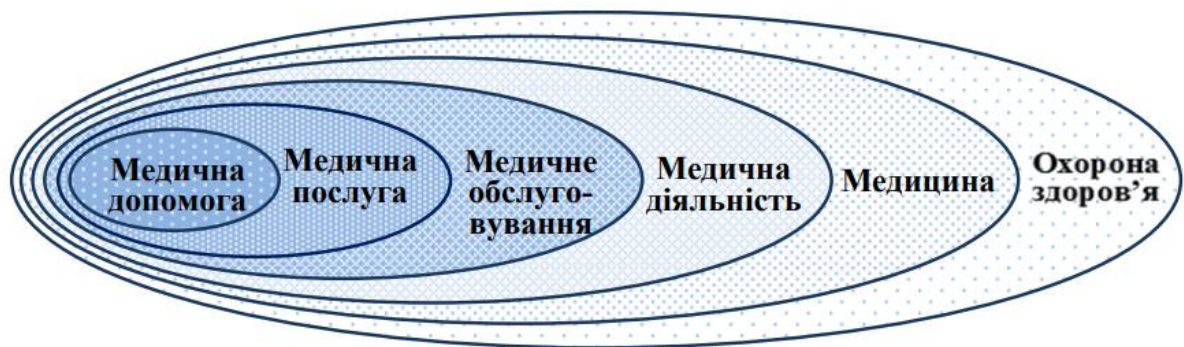 Медична
допомога
Медична
послуга
Медичне
обслуго-
вування
Медична
діяльність
Медицина
Охорона
здоров’я